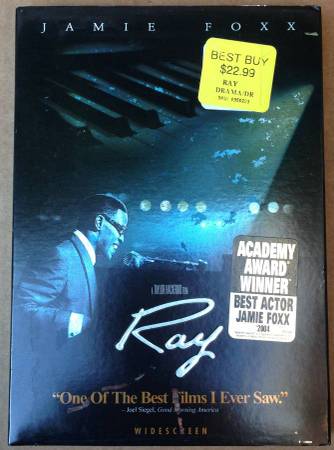 JAMIE FOXX
BEST BUY
$22.99
RAY
DRAMA/DR
ACADEMY
AWARD
WINNER
BEST ACTOR
JAMIE FOXX
2004
A TAYLOR HACKFORD FILM
Ray
“One Of The Best Films I Ever Saw.”
– Joel Siegel, Good Morning America
WIDESCREEN